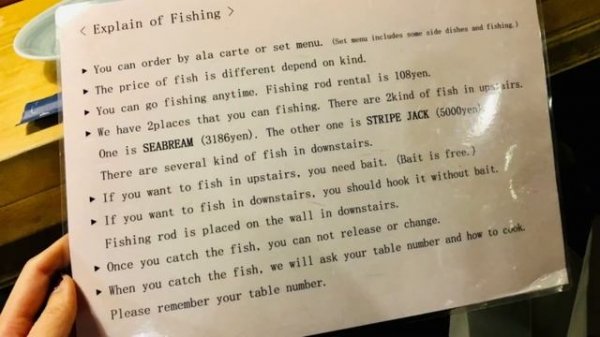 < Explain of Fishing >
▶ You can order by ala carte or set menu. (Set menu includes some side dishes and fishing.)
▶ The price of fish is different depend on kind.
▶ You can go fishing anytime. Fishing rod rental is 108yen.
▶ We have 2places that you can fishing. There are 2kind of fish in upstairs.
One is SEABREAM (3186yen). The other one is STRIPE JACK (5000yen).
There are several kind of fish in downstairs.
▶ If you want to fish in upstairs, you need bait. (Bait is free.)
▶ If you want to fish in downstairs, you should hook it without bait.
Fishing rod is placed on the wall in downstairs.
▶ Once you catch the fish, you can not release or change.
▶ When you catch the fish, we will ask your table number and how to cook.
Please remember your table number.